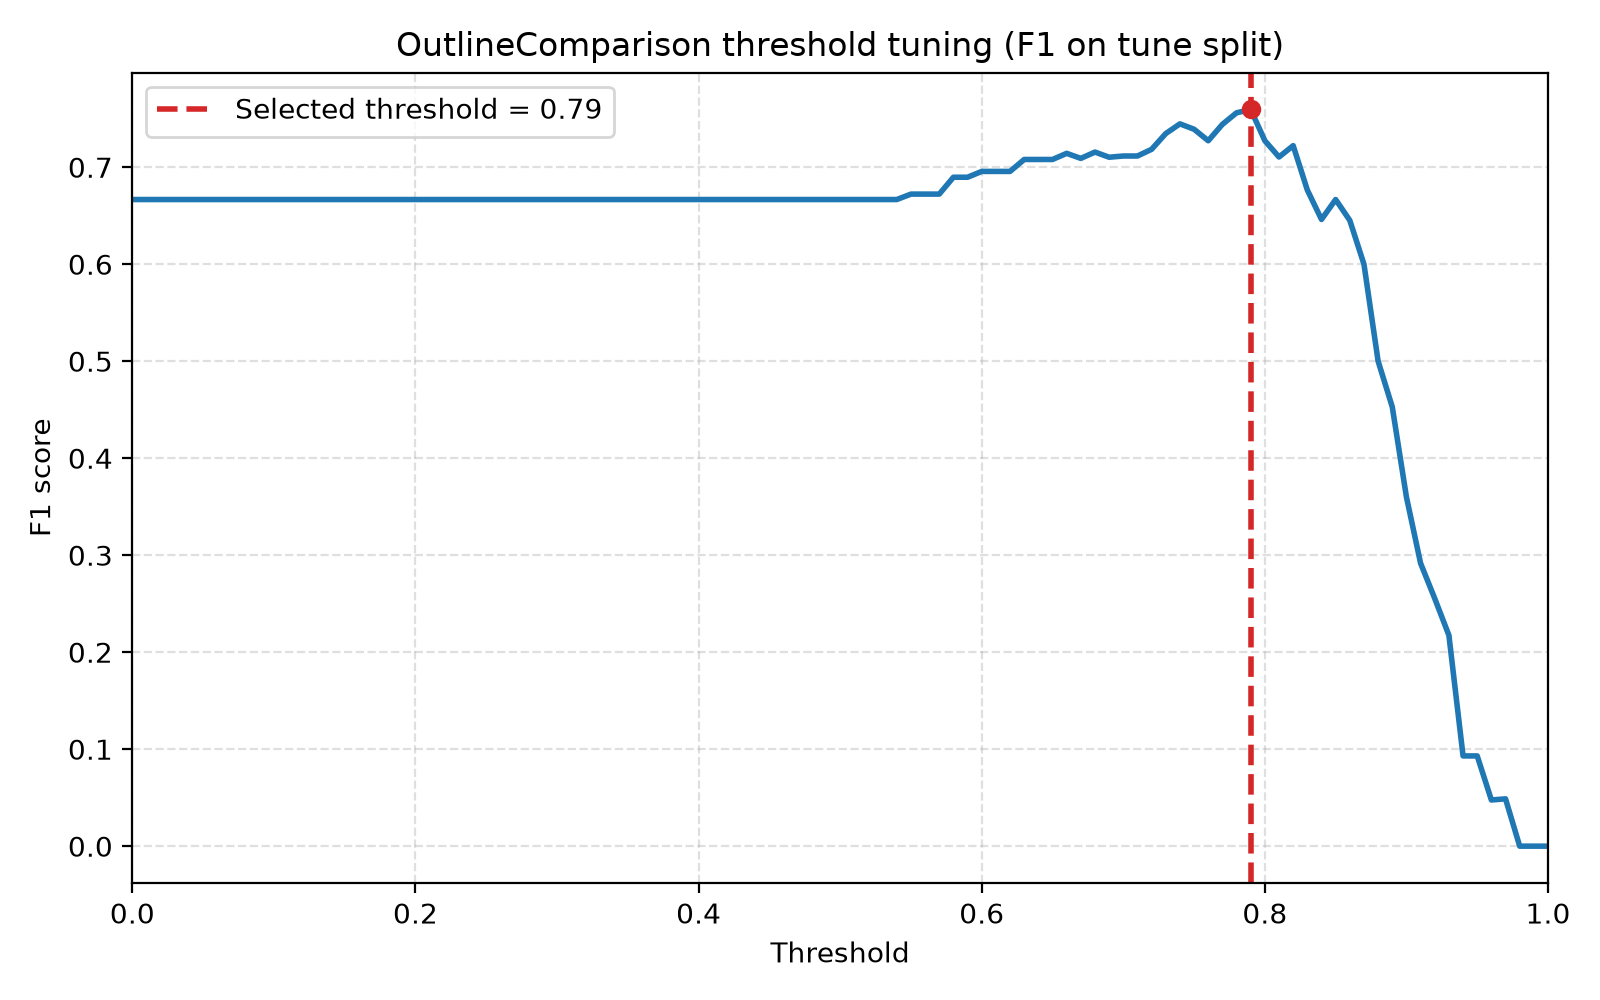 OutlineComparison threshold tuning (F1 on tune split)
Selected threshold = 0.79
0.7
0.6
0.5
0.4
0.3
0.2
0.1
0.0
F1 score
0.0 0.2 0.4 0.6 0.8 1.0
Threshold